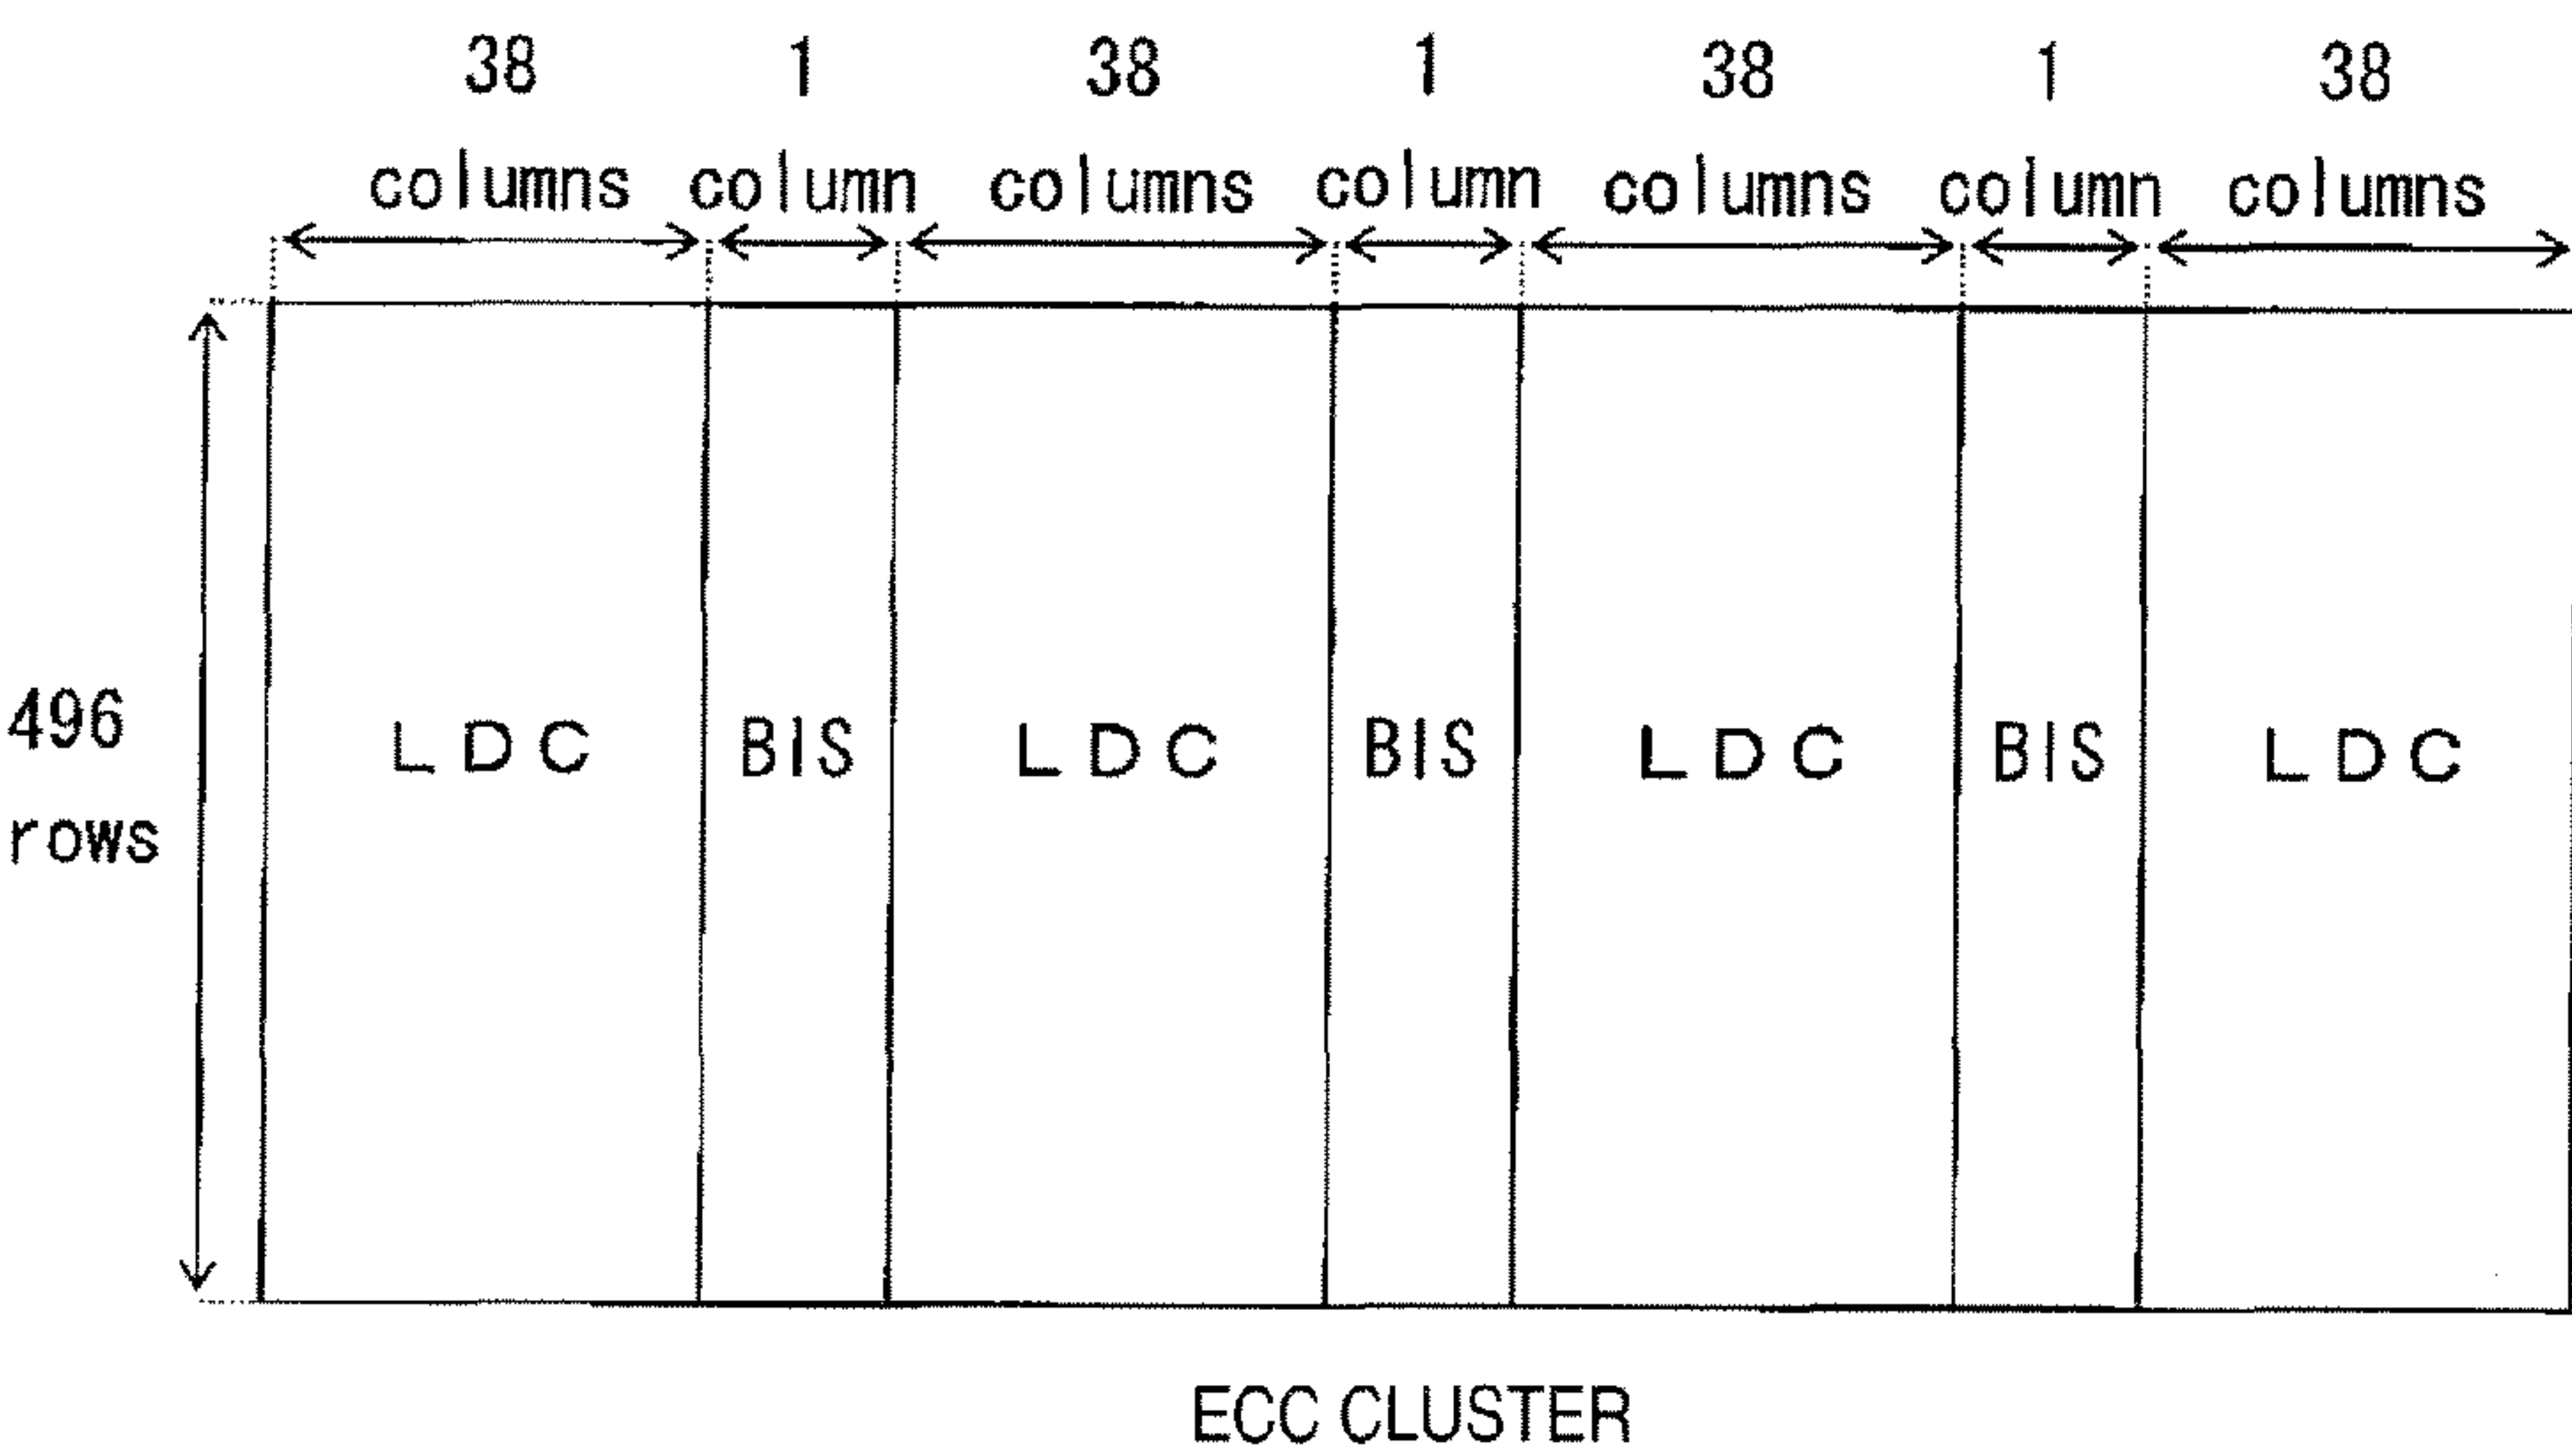 38 1 38 1 38 1 38
columns column columns column columns column columns
496
rows
LDC BIS LDC BIS LDC BIS LDC
ECC CLUSTER